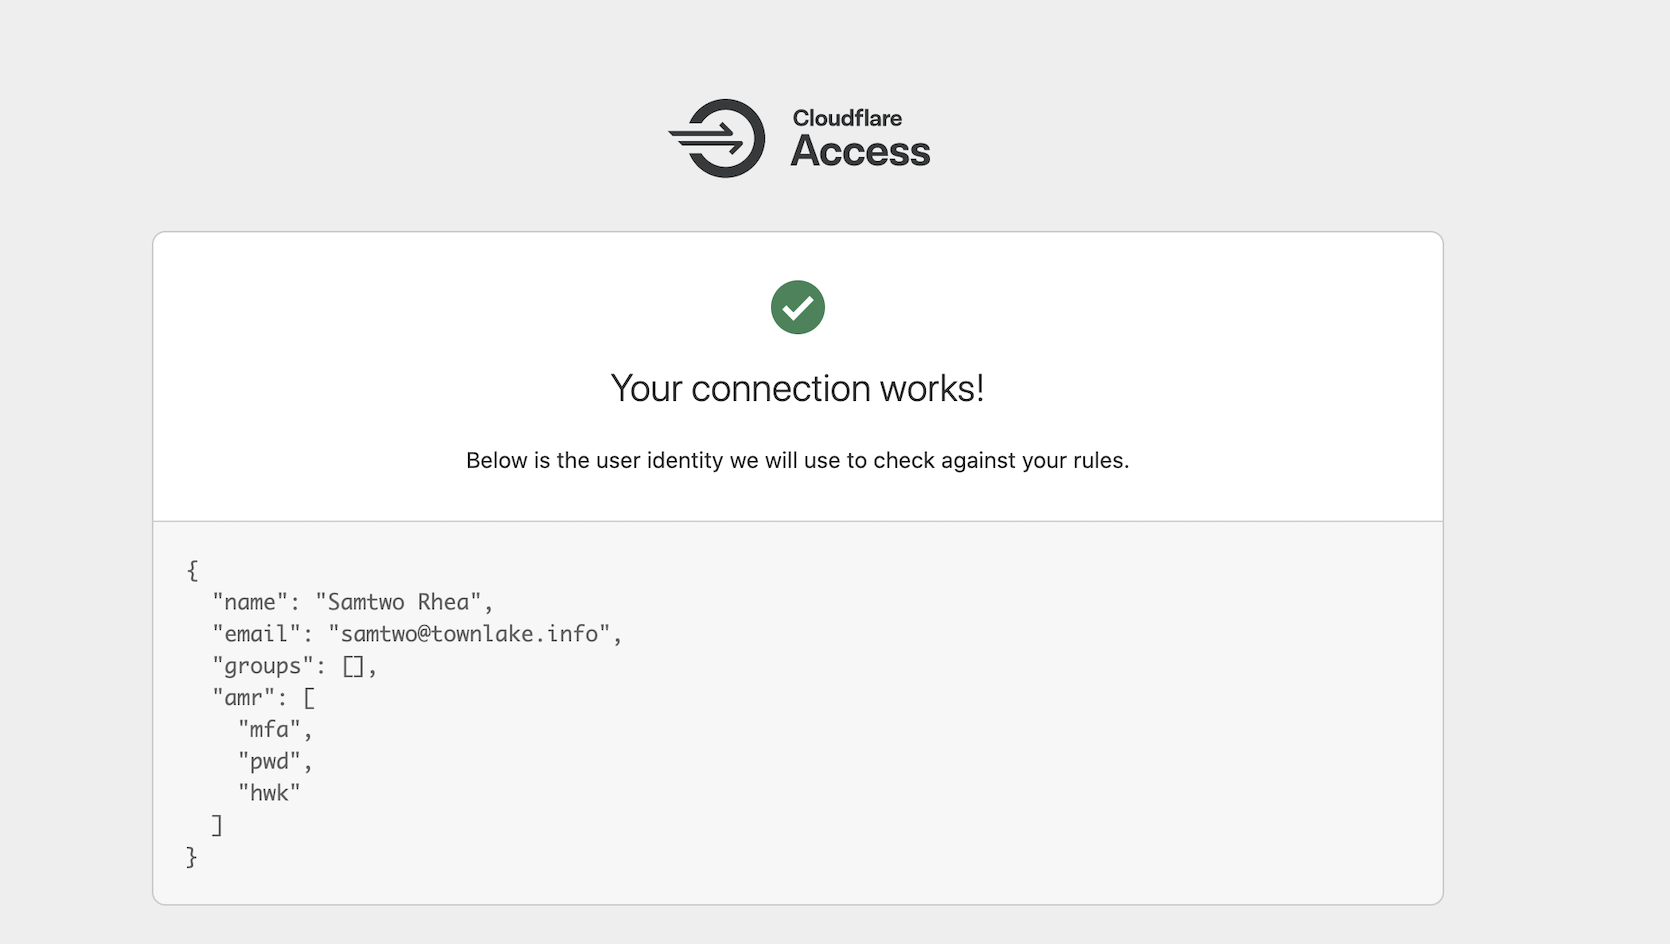 Cloudflare
Access
Your connection works!
Below is the user identity we will use to check against your rules.
{
  "name": "Samtwo Rhea",
  "email": "samtwo@townlake.info",
  "groups": [],
  "amr": [
    "mfa",
    "pwd",
    "hwk"
  ]
}